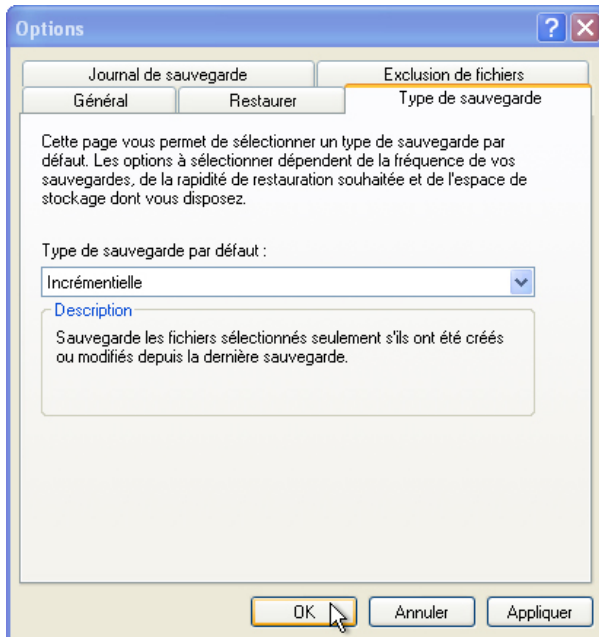 Options
Journal de sauvegarde
Exclusion de fichiers
Général
Restaurer
Type de sauvegarde
Cette page vous permet de sélectionner un type de sauvegarde par
défaut. Les options à sélectionner dépendent de la fréquence de vos
sauvegardes, de la rapidité de restauration souhaitée et de l'espace de
stockage dont vous disposez.
Type de sauvegarde par défaut :
Incrémentielle
Description
Sauvegarde les fichiers sélectionnés seulement s'ils ont été créés
ou modifiés depuis la dernière sauvegarde.
OK
Annuler
Appliquer